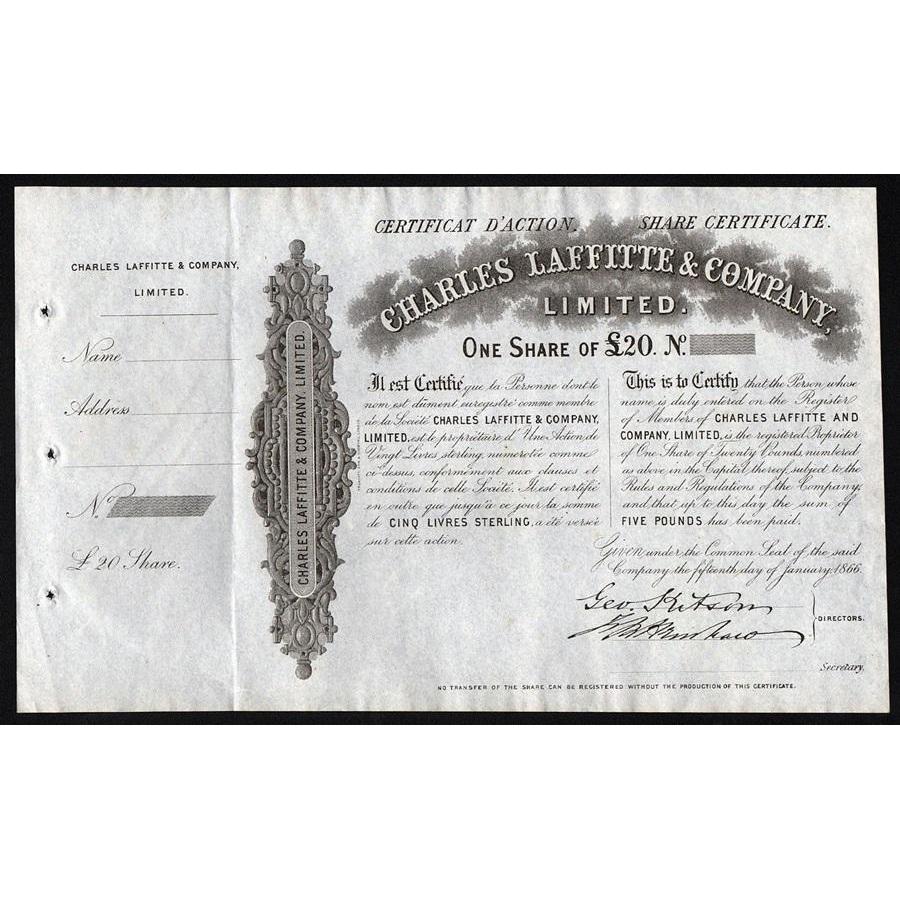 CHARLES LAFFITTE & COMPANY,
LIMITED.
Name
Address
No.
£20 Share.
CHARLES LAFFITTE & COMPANY, LIMITED.
CERTIFICAT D'ACTION.
SHARE CERTIFICATE.
CHARLES LAFFITTE & COMPANY,
LIMITED.
ONE SHARE OF £20. No.
Il est Certifié que la Personne dont le
nom est dûment enregistré comme membre
de la Société CHARLES LAFFITTE & COMPANY,
LIMITED, est le propriétaire d'Une Action de
Vingt Livres sterling, numérotée comme
ci-dessus, conformément aux clauses et
conditions de celle Société. Il est certifié
en outre que jusqu'à ce jour la somme
de CINQ LIVRES STERLING, a été versée
sur cette action.
This is to Certify that the Person whose
name is duly entered on the Register
of Members of CHARLES LAFFITTE AND
COMPANY, LIMITED, is the registered Proprietor
of One Share of Twenty Pounds numbered
as above in the Capital thereof subject to the
Rules and Regulations of the Company
and that up to this day the sum of
FIVE POUNDS has been paid.
Given under the Common Seal of the said
Company the fifteenth day of January 1866.
Geo. Kitson
DIRECTORS.
Secretary.
NO TRANSFER OF THE SHARE CAN BE REGISTERED WITHOUT THE PRODUCTION OF THIS CERTIFICATE.